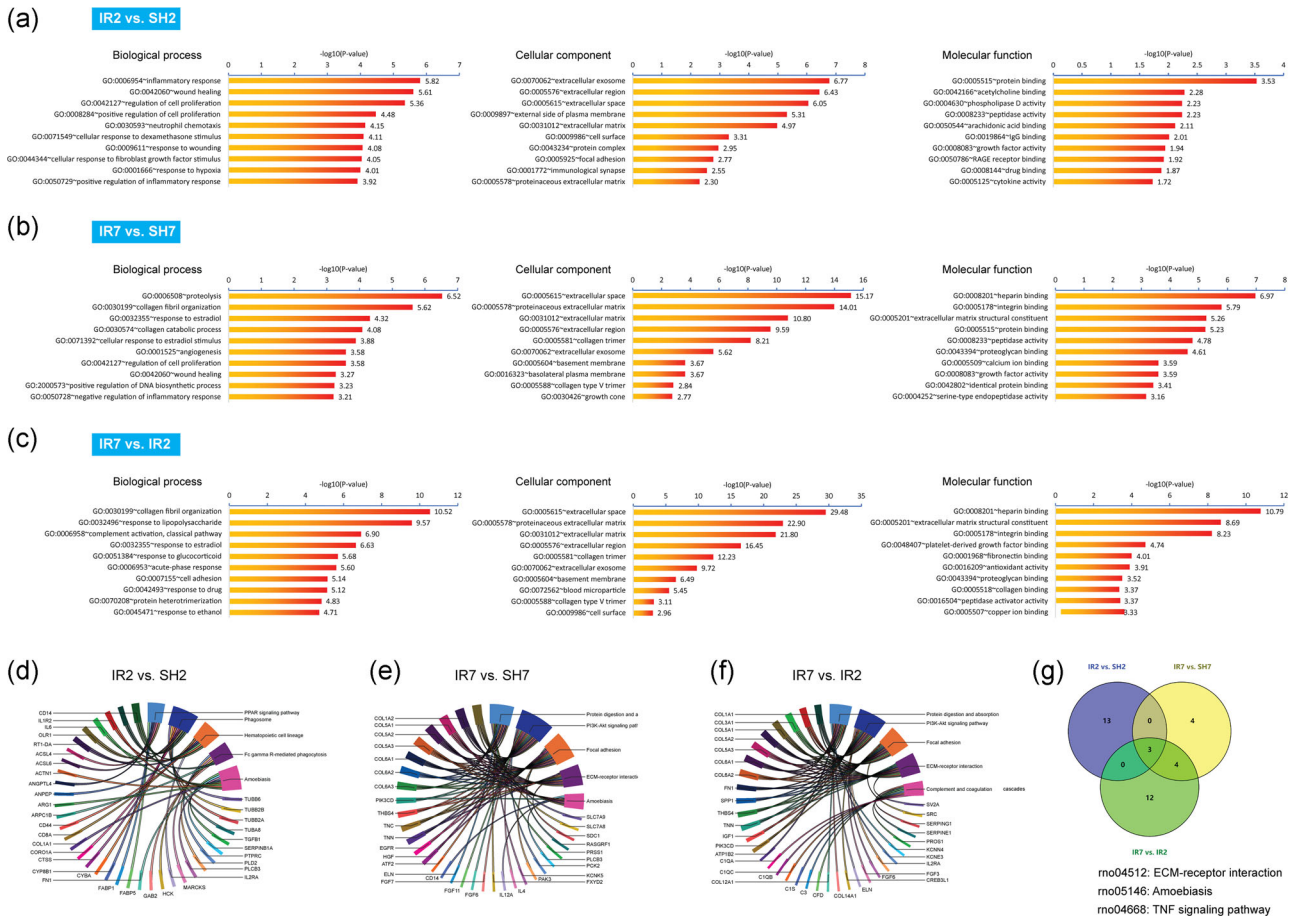 (a)
IR2 vs. SH2
Biological process
-log10(P-value)
0 1 2 3 4 5 6 7
GO:0006954~inflammatory response 5.82
GO:0042060~wound healing 5.61
GO:0042127~regulation of cell proliferation 5.36
GO:0008284~positive regulation of cell proliferation 4.48
GO:0030593~neutrophil chemotaxis 4.15
GO:0071549~cellular response to dexamethasone stimulus 4.11
GO:0009611~response to wounding 4.08
GO:0044344~cellular response to fibroblast growth factor stimulus 4.05
GO:0001666~response to hypoxia 4.01
GO:0050729~positive regulation of inflammatory response 3.92
Cellular component
-log10(P-value)
0 1 2 3 4 5 6 7 8
GO:0070062~extracellular exosome 6.77
GO:0005576~extracellular region 6.43
GO:0005615~extracellular space 6.05
GO:0009897~external side of plasma membrane 5.31
GO:0031012~extracellular matrix 4.97
GO:0009986~cell surface 3.31
GO:0043234~protein complex 2.95
GO:0005925~focal adhesion 2.77
GO:0001772~immunological synapse 2.55
GO:0005578~proteinaceous extracellular matrix 2.30
Molecular function
-log10(P-value)
0 0.5 1 1.5 2 2.5 3 3.5 4
GO:0005515~protein binding 3.53
GO:0042166~acetylcholine binding 2.28
GO:0004630~phospholipase D activity 2.23
GO:0008233~peptidase activity 2.23
GO:0050544~arachidonic acid binding 2.11
GO:0019864~IgG binding 2.01
GO:0008083~growth factor activity 1.94
GO:0050786~RAGE receptor binding 1.92
GO:0008144~drug binding 1.87
GO:0005125~cytokine activity 1.72
(b)
IR7 vs. SH7
Biological process
-log10(P-value)
0 1 2 3 4 5 6 7
GO:0006508~proteolysis 6.52
GO:0030199~collagen fibril organization 5.62
GO:0032355~response to estradiol 4.32
GO:0030574~collagen catabolic process 4.08
GO:0071392~cellular response to estradiol stimulus 3.88
GO:0001525~angiogenesis 3.58
GO:0042127~regulation of cell proliferation 3.58
GO:0042060~wound healing 3.27
GO:2000573~positive regulation of DNA biosynthetic process 3.23
GO:0050728~negative regulation of inflammatory response 3.21
Cellular component
-log10(P-value)
0 2 4 6 8 10 12 14 16
GO:0005615~extracellular space 15.17
GO:0005578~proteinaceous extracellular matrix 14.01
GO:0031012~extracellular matrix 10.80
GO:0005576~extracellular region 9.59
GO:0005581~collagen trimer 8.21
GO:0070062~extracellular exosome 5.62
GO:0005604~basement membrane 3.67
GO:0016323~basolateral plasma membrane 3.67
GO:0005588~collagen type V trimer 2.84
GO:0030426~growth cone 2.77
Molecular function
-log10(P-value)
0 1 2 3 4 5 6 7 8
GO:0008201~heparin binding 6.97
GO:0005178~integrin binding 5.79
GO:0005201~extracellular matrix structural constituent 5.26
GO:0005515~protein binding 5.23
GO:0008233~peptidase activity 4.78
GO:0043394~proteoglycan binding 4.61
GO:0005509~calcium ion binding 3.59
GO:0008083~growth factor activity 3.59
GO:0042802~identical protein binding 3.41
GO:0004252~serine-type endopeptidase activity 3.16
(c)
IR7 vs. IR2
Biological process
-log10(P-value)
0 2 4 6 8 10 12
GO:0030199~collagen fibril organization 10.52
GO:0032496~response to lipopolysaccharide 9.57
GO:0006958~complement activation, classical pathway 6.90
GO:0032355~response to estradiol 6.63
GO:0051384~response to glucocorticoid 5.68
GO:0006953~acute-phase response 5.60
GO:0007155~cell adhesion 5.14
GO:0042493~response to drug 5.12
GO:0070208~protein heterotrimerization 4.83
GO:0045471~response to ethanol 4.71
Cellular component
-log10(P-value)
0 5 10 15 20 25 30 35
GO:0005615~extracellular space 29.48
GO:0005578~proteinaceous extracellular matrix 22.90
GO:0031012~extracellular matrix 21.80
GO:0005576~extracellular region 16.45
GO:0005581~collagen trimer 12.23
GO:0070062~extracellular exosome 9.72
GO:0005604~basement membrane 6.49
GO:0072562~blood microparticle 5.45
GO:0005588~collagen type V trimer 3.11
GO:0009986~cell surface 2.96
Molecular function
-log10(P-value)
0 2 4 6 8 10 12
GO:0008201~heparin binding 10.79
GO:0005201~extracellular matrix structural constituent 8.69
GO:0005178~integrin binding 8.23
GO:0048407~platelet-derived growth factor binding 4.74
GO:0001968~fibronectin binding 4.01
GO:0016209~antioxidant activity 3.91
GO:0043394~proteoglycan binding 3.52
GO:0005518~collagen binding 3.37
GO:0016504~peptidase activator activity 3.37
GO:0005507~copper ion binding 3.33
(d)
IR2 vs. SH2
CD14
IL1R2
IL6
OLR1
RT1-DA
ACSL4
ACSL6
ACTN1
ANGPTL4
ANPEP
ARG1
ARPC1B
CD44
CD8A
COL1A1
CORO1A
CTSS
CYP8B1
FN1
CYBA
FABP1
FABP5
GAB2
HCK
MARCKS
IL2RA
PLCB3
PLD2
PTPRC
SERPINB1A
TGFB1
TUBA8
TUBB2A
TUBB2B
TUBB6
PPAR signaling pathway
Phagosome
Hematopoietic cell lineage
Fc gamma R-mediated phagocytosis
Amoebiasis
(e)
IR7 vs. SH7
COL1A2
COL5A1
COL5A2
COL5A3
COL6A1
COL6A2
COL6A3
PIK3CD
THBS4
TNC
TNN
EGFR
HGF
ATF2
ELN
FGF7
CD14
FGF11
FGF6
IL12A
IL4
PAK3
FXYD2
KCNK5
PCK2
PLCB3
PRSS1
RASGRF1
SDC1
SLC7A8
SLC7A9
Protein digestion and a
PI3K-Akt signaling pat
Focal adhesion
ECM-receptor interactio
Amoebiasis
(f)
IR7 vs. IR2
COL1A1
COL3A1
COL5A1
COL5A2
COL5A3
COL6A1
COL6A2
FN1
SPP1
THBS4
TNN
IGF1
PIK3CD
ATP1B2
C1QA
C1QC
COL12A1
C1QB
C1S
C3
CFD
COL14A1
ELN
FGF6
CREB3L1
FGF3
IL2RA
KCNE3
KCNN4
PROS1
SERPINE1
SERPING1
SRC
SV2A
Protein digestion and absorption
PI3K-Akt signaling pathway
Focal adhesion
ECM-receptor interaction
Complement and coagulation cascades
(g)
IR2 vs. SH2
IR7 vs. SH7
13 0 4
3
0 4
12
IR7 vs. IR2
rno04512: ECM-receptor interaction
rno05146: Amoebiasis
rno04668: TNF signaling pathway